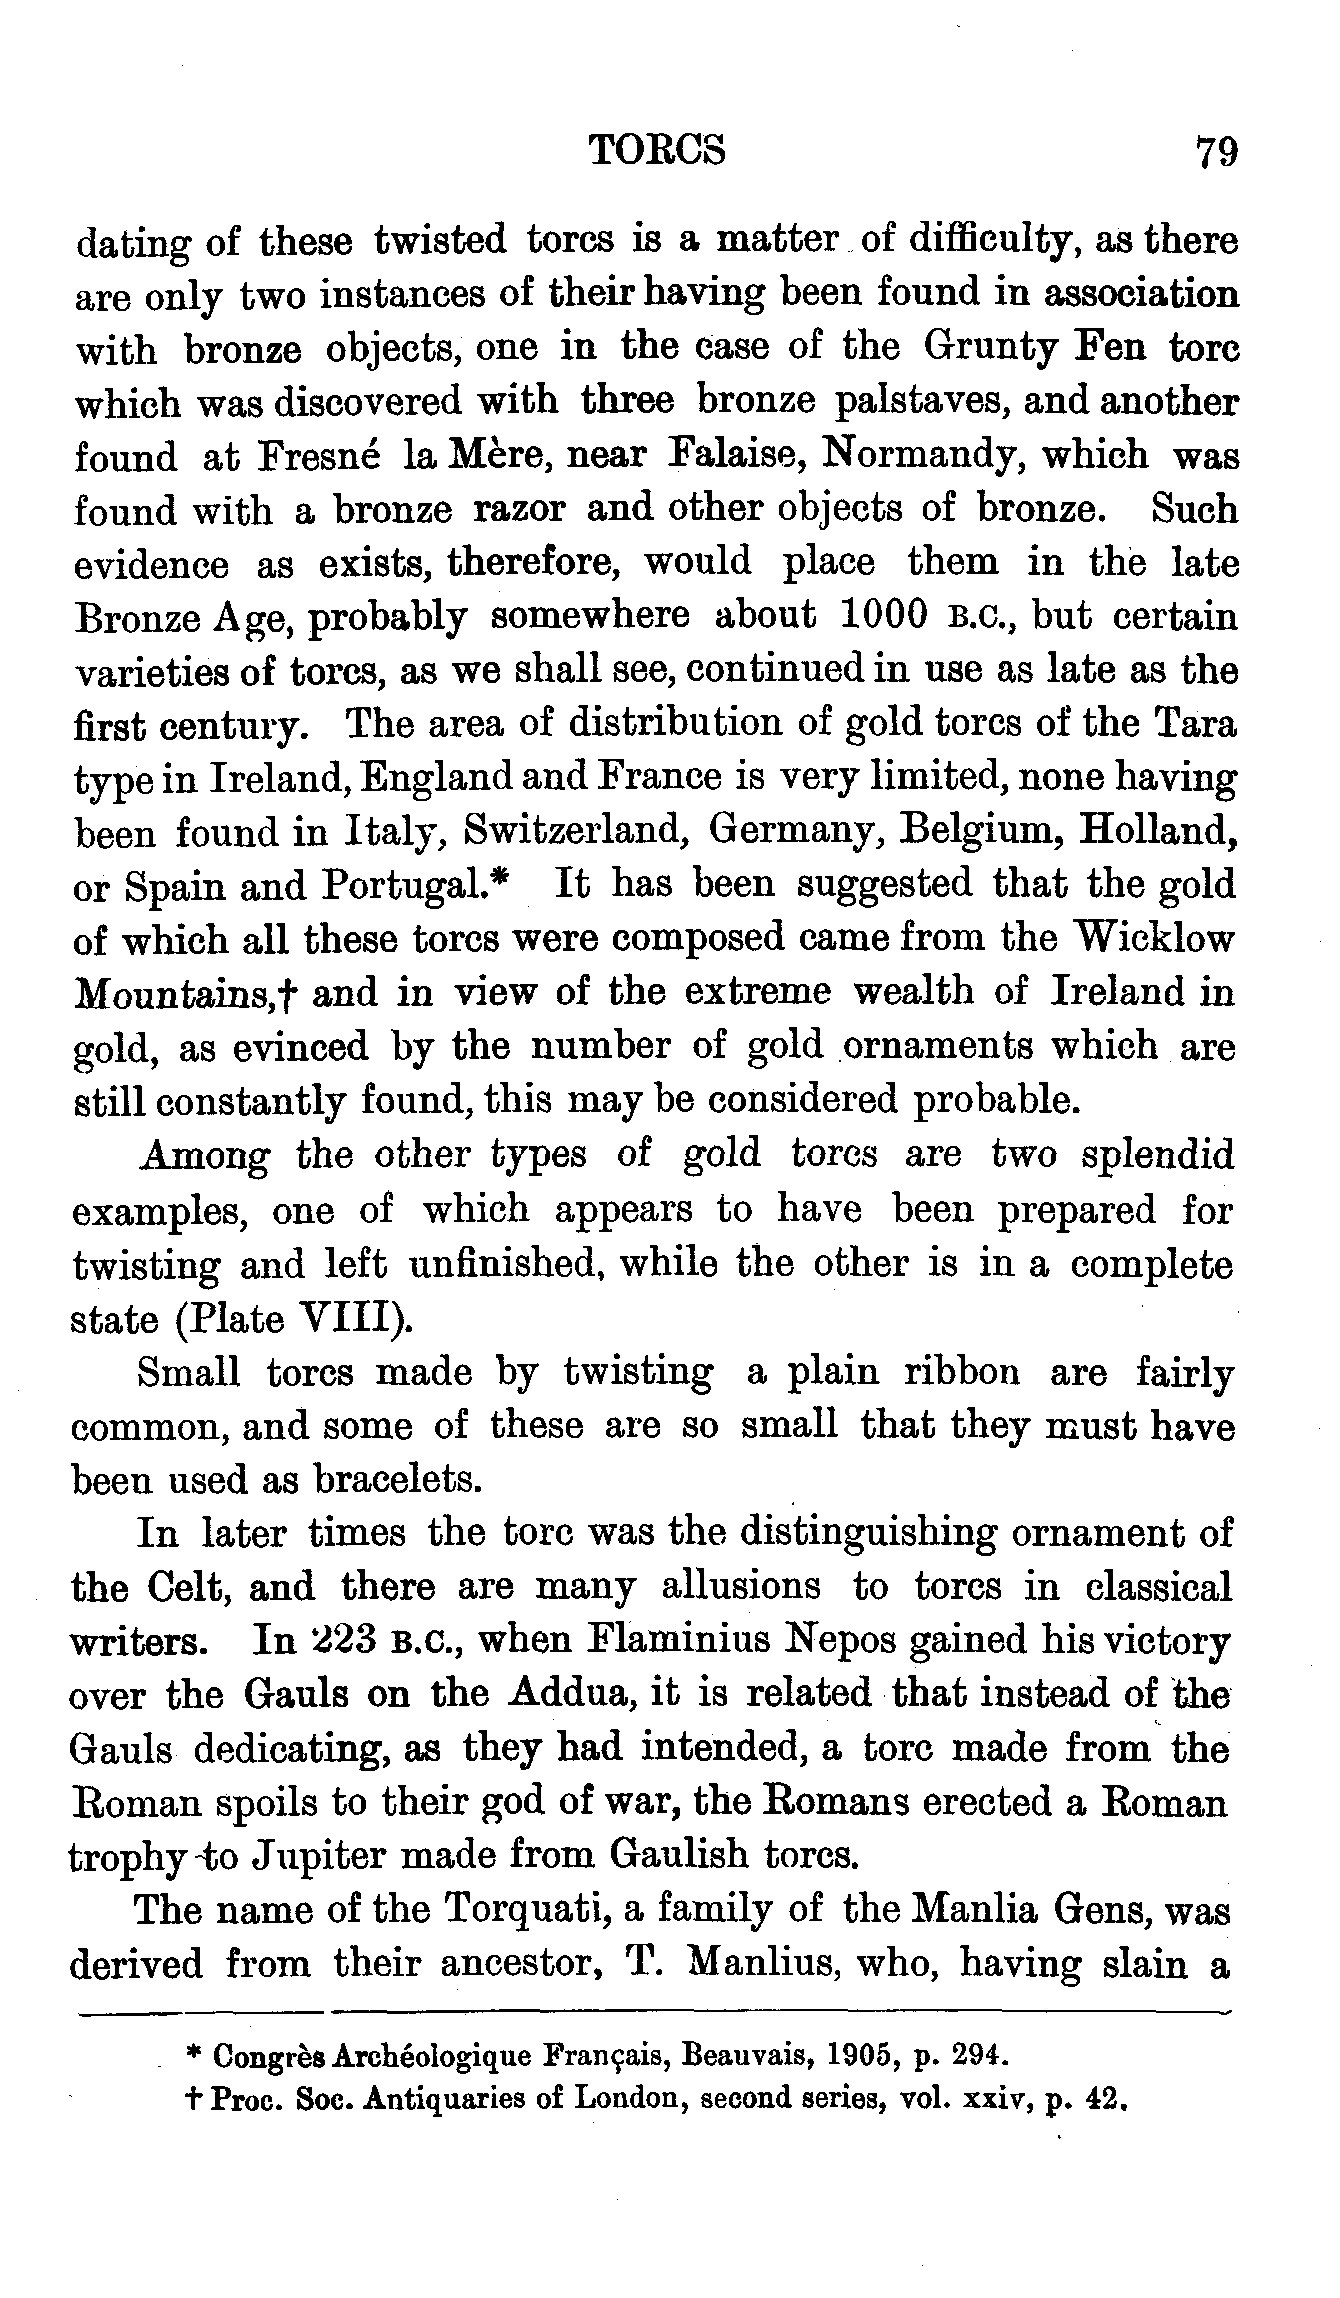 TORCS 79
dating of these twisted torcs is a matter of difficulty, as there
are only two instances of their having been found in association
with bronze objects, one in the case of the Grunty Fen torc
which was discovered with three bronze palstaves, and another
found at Fresné la Mère, near Falaise, Normandy, which was
found with a bronze razor and other objects of bronze. Such
evidence as exists, therefore, would place them in the late
Bronze Age, probably somewhere about 1000 B.C., but certain
varieties of torcs, as we shall see, continued in use as late as the
first century. The area of distribution of gold torcs of the Tara
type in Ireland, England and France is very limited, none having
been found in Italy, Switzerland, Germany, Belgium, Holland,
or Spain and Portugal.* It has been suggested that the gold
of which all these torcs were composed came from the Wicklow
Mountains,† and in view of the extreme wealth of Ireland in
gold, as evinced by the number of gold ornaments which are
still constantly found, this may be considered probable.
Among the other types of gold torcs are two splendid
examples, one of which appears to have been prepared for
twisting and left unfinished, while the other is in a complete
state (Plate VIII).
Small torcs made by twisting a plain ribbon are fairly
common, and some of these are so small that they must have
been used as bracelets.
In later times the torc was the distinguishing ornament of
the Celt, and there are many allusions to torcs in classical
writers. In 223 B.C., when Flaminius Nepos gained his victory
over the Gauls on the Addua, it is related that instead of the
Gauls dedicating, as they had intended, a torc made from the
Roman spoils to their god of war, the Romans erected a Roman
trophy to Jupiter made from Gaulish torcs.
The name of the Torquati, a family of the Manlia Gens, was
derived from their ancestor, T. Manlius, who, having slain a
* Congrès Archéologique Français, Beauvais, 1905, p. 294.
† Proc. Soc. Antiquaries of London, second series, vol. xxiv, p. 42.